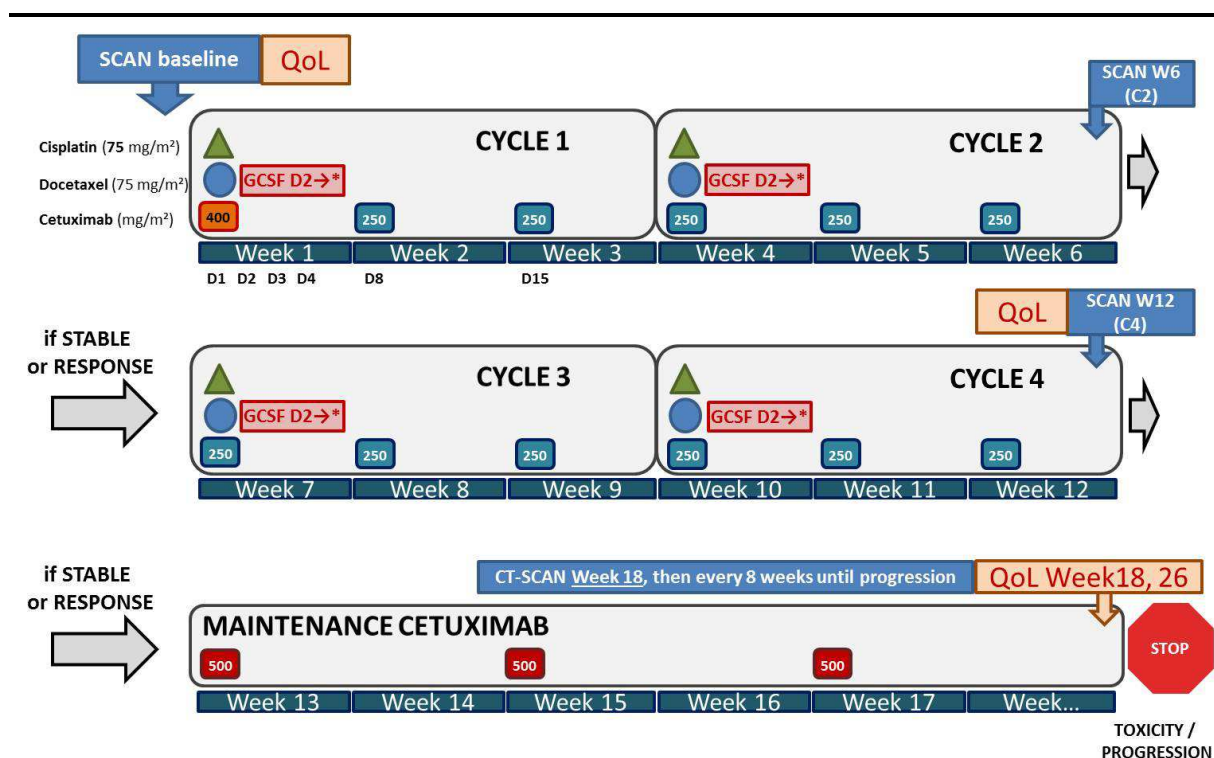 SCAN baseline
QoL
SCAN W6
(C2)
CYCLE 1
CYCLE 2
Cisplatin (75 mg/m²)
Docetaxel (75 mg/m²)
GCSF D2→*
GCSF D2→*
Cetuximab (mg/m²)
400
250
250
250
250
250
Week 1
Week 2
Week 3
Week 4
Week 5
Week 6
D1
D2
D3
D4
D8
D15
QoL
SCAN W12
(C4)
if STABLE
or RESPONSE
CYCLE 3
CYCLE 4
GCSF D2→*
GCSF D2→*
250
250
250
250
250
250
Week 7
Week 8
Week 9
Week 10
Week 11
Week 12
if STABLE
or RESPONSE
CT-SCAN Week 18, then every 8 weeks until progression
QoL Week18, 26
MAINTENANCE CETUXIMAB
500
500
500
STOP
Week 13
Week 14
Week 15
Week 16
Week 17
Week...
TOXICITY /
PROGRESSION